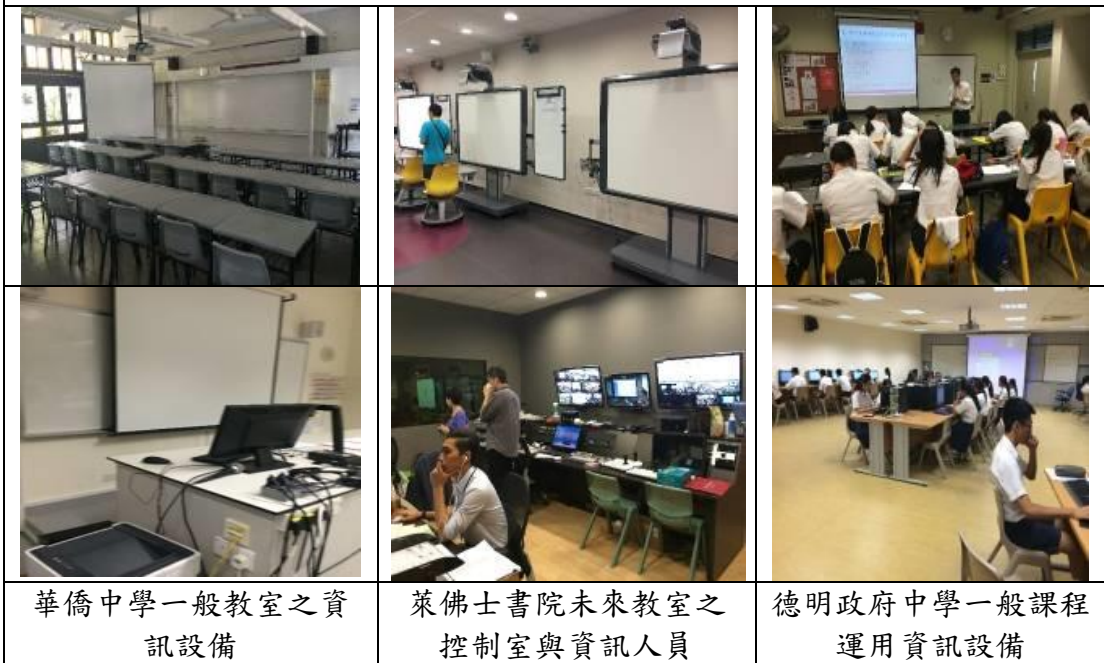 華僑中學一般教室之資
訊設備
萊佛士書院未來教室之
控制室與資訊人員
德明政府中學一般課程
運用資訊設備